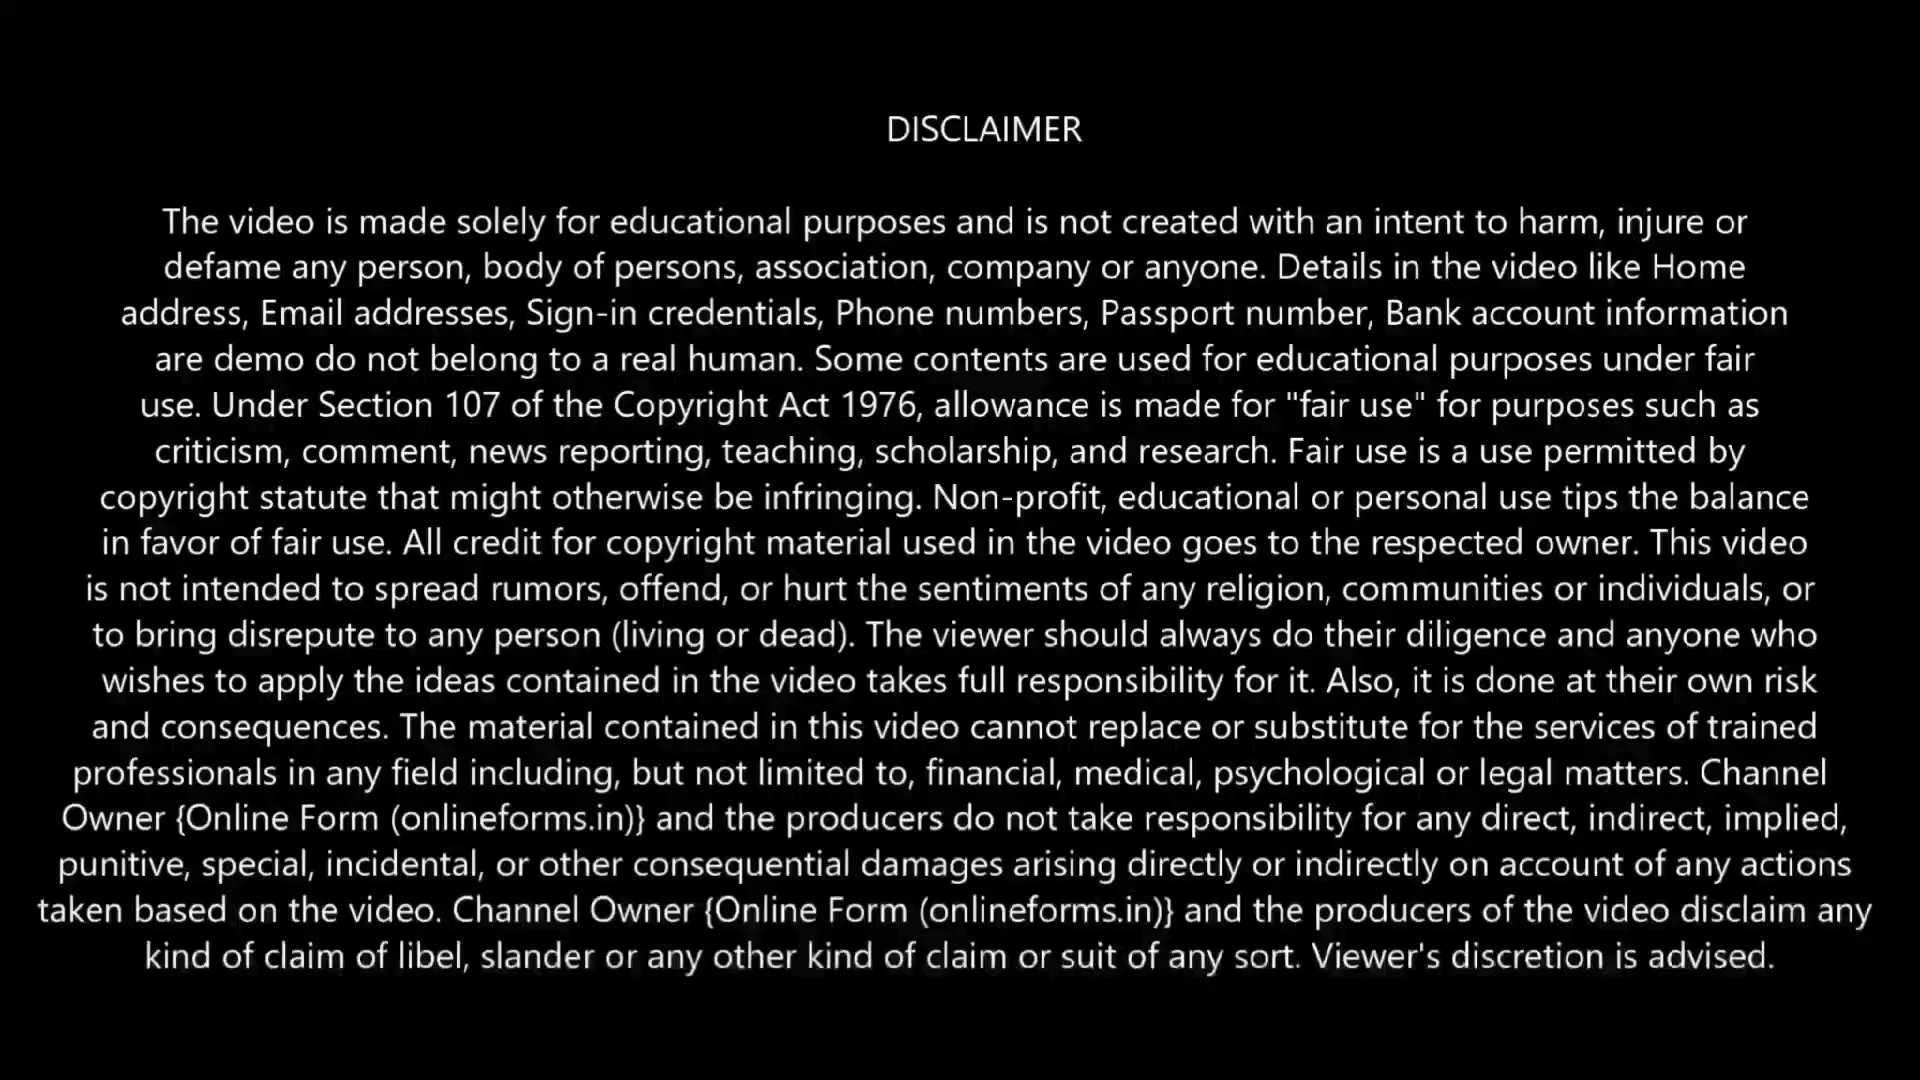 DISCLAIMER
The video is made solely for educational purposes and is not created with an intent to harm, injure or
defame any person, body of persons, association, company or anyone. Details in the video like Home
address, Email addresses, Sign-in credentials, Phone numbers, Passport number, Bank account information
are demo do not belong to a real human. Some contents are used for educational purposes under fair
use. Under Section 107 of the Copyright Act 1976, allowance is made for "fair use" for purposes such as
criticism, comment, news reporting, teaching, scholarship, and research. Fair use is a use permitted by
copyright statute that might otherwise be infringing. Non-profit, educational or personal use tips the balance
in favor of fair use. All credit for copyright material used in the video goes to the respected owner. This video
is not intended to spread rumors, offend, or hurt the sentiments of any religion, communities or individuals, or
to bring disrepute to any person (living or dead). The viewer should always do their diligence and anyone who
wishes to apply the ideas contained in the video takes full responsibility for it. Also, it is done at their own risk
and consequences. The material contained in this video cannot replace or substitute for the services of trained
professionals in any field including, but not limited to, financial, medical, psychological or legal matters. Channel
Owner {Online Form (onlineforms.in)} and the producers do not take responsibility for any direct, indirect, implied,
punitive, special, incidental, or other consequential damages arising directly or indirectly on account of any actions
taken based on the video. Channel Owner {Online Form (onlineforms.in)} and the producers of the video disclaim any
kind of claim of libel, slander or any other kind of claim or suit of any sort. Viewer's discretion is advised.